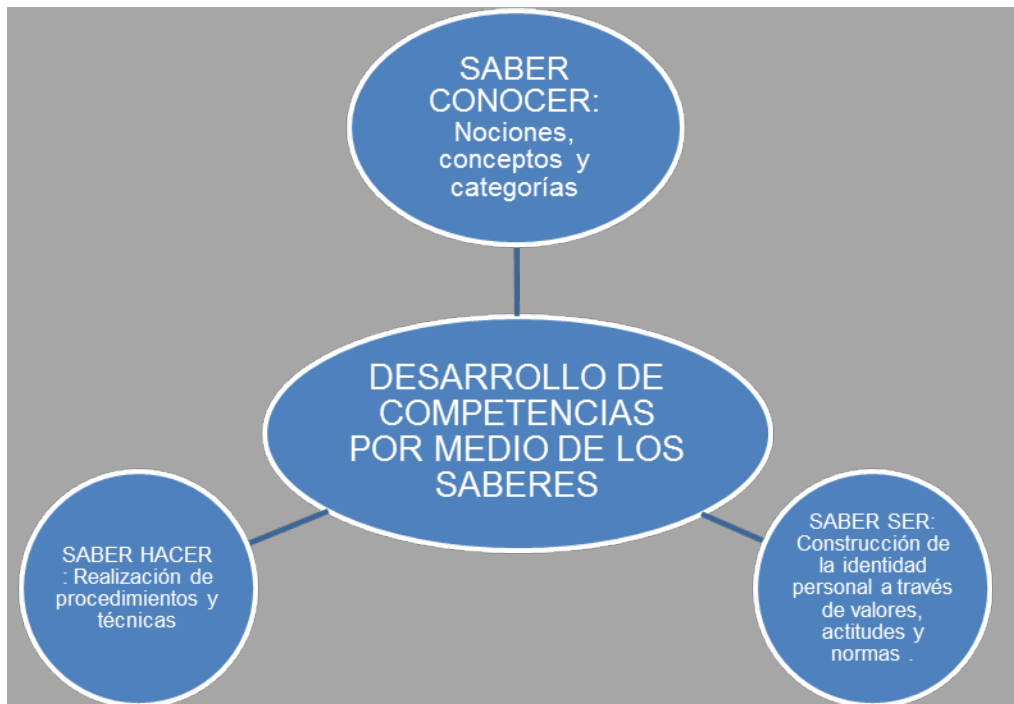 SABER
CONOCER:
Nociones,
conceptos y
categorías
DESARROLLO DE
COMPETENCIAS
POR MEDIO DE LOS
SABERES
SABER HACER
: Realización de
procedimientos y
técnicas
SABER SER:
Construcción de
la identidad
personal a través
de valores,
actitudes y
normas .